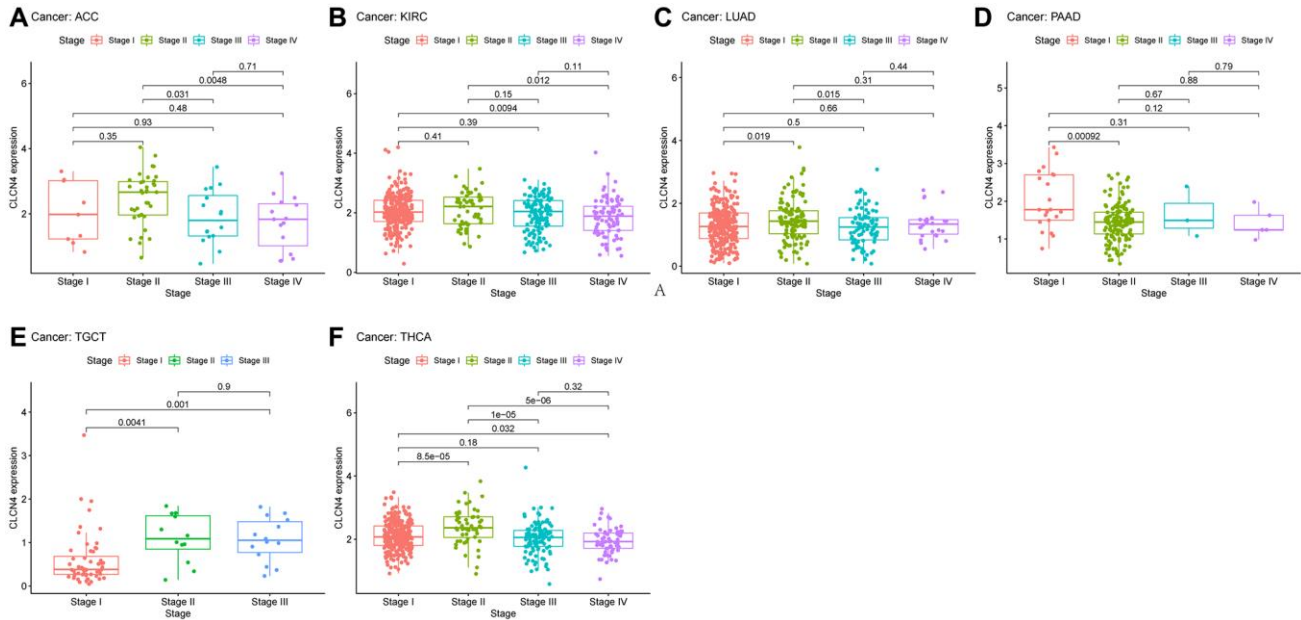 A Cancer: ACC
Stage Stage I Stage II Stage III Stage IV
0.71
0.0048
0.031
0.48
0.93
0.35
6
4
2
CLCN4 expression
Stage I Stage II Stage III Stage IV
Stage
B Cancer: KIRC
Stage Stage I Stage II Stage III Stage IV
0.11
0.012
0.15
0.0094
0.39
0.41
6
4
2
0
CLCN4 expression
Stage I Stage II Stage III Stage IV
Stage
C Cancer: LUAD
Stage Stage I Stage II Stage III Stage IV
0.44
0.31
0.015
0.66
0.5
0.019
6
4
2
0
CLCN4 expression
Stage I Stage II Stage III Stage IV
Stage
A
D Cancer: PAAD
Stage Stage I Stage II Stage III Stage IV
0.79
0.88
0.67
0.12
0.31
0.00092
5
4
3
2
1
CLCN4 expression
Stage I Stage II Stage III Stage IV
Stage
E Cancer: TGCT
Stage Stage I Stage II Stage III
0.9
0.001
0.0041
4
3
2
1
0
CLCN4 expression
Stage I Stage II Stage III
Stage
F Cancer: THCA
Stage Stage I Stage II Stage III Stage IV
0.32
5e−06
1e−05
0.032
0.18
8.5e−05
6
4
2
0
CLCN4 expression
Stage I Stage II Stage III Stage IV
Stage